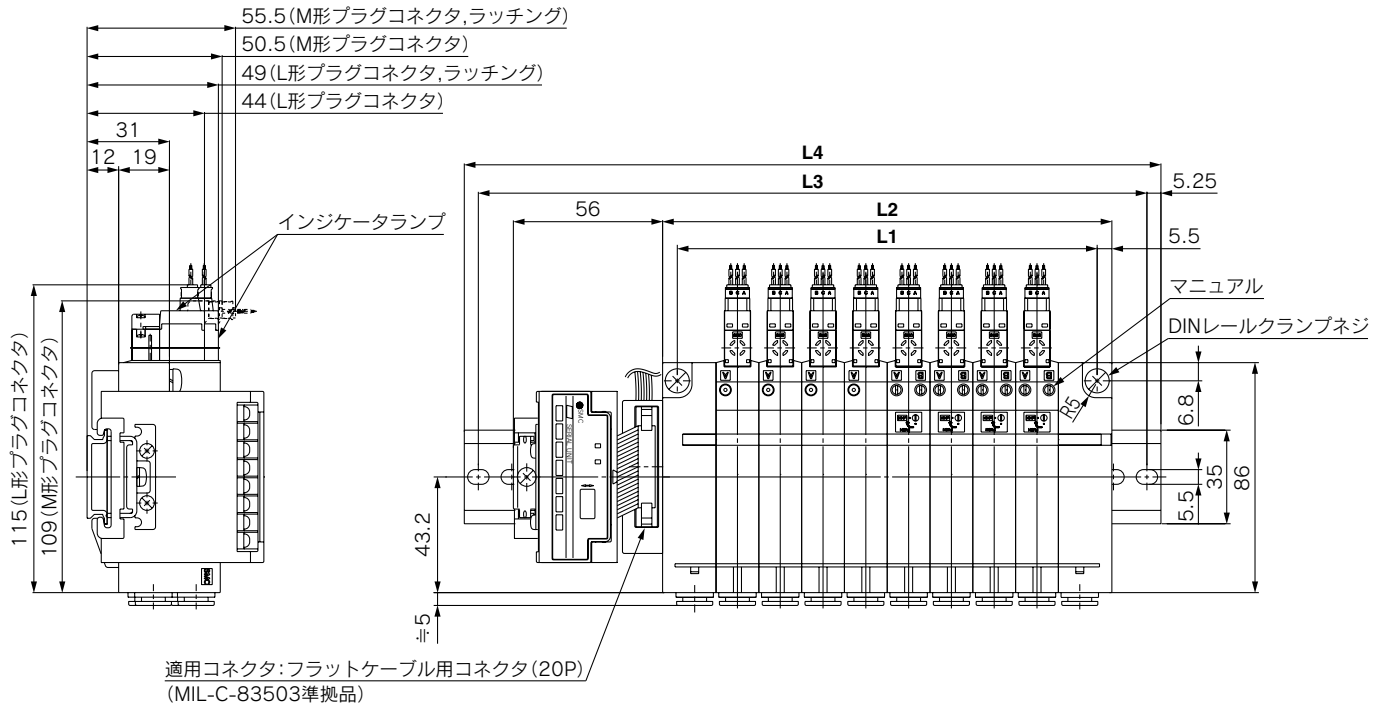 55.5(M形プラグコネクタ,ラッチング)
50.5(M形プラグコネクタ)
49(L形プラグコネクタ,ラッチング)
44(L形プラグコネクタ)
31
12 19
インジケータランプ
115(L形プラグコネクタ)
109(M形プラグコネクタ)
SMC
L4
L3 5.25
56 L2
L1 5.5
マニュアル
DINレールクランプネジ
B C A B C A B C A B C A B C A B C A B C A B C A
A A A A B A B A B A B A
R5
6.8
35
86
5.5
SMC
SERIAL UNIT
43.2
≒5
適用コネクタ:フラットケーブル用コネクタ(20P)
(MIL-C-83503準拠品)